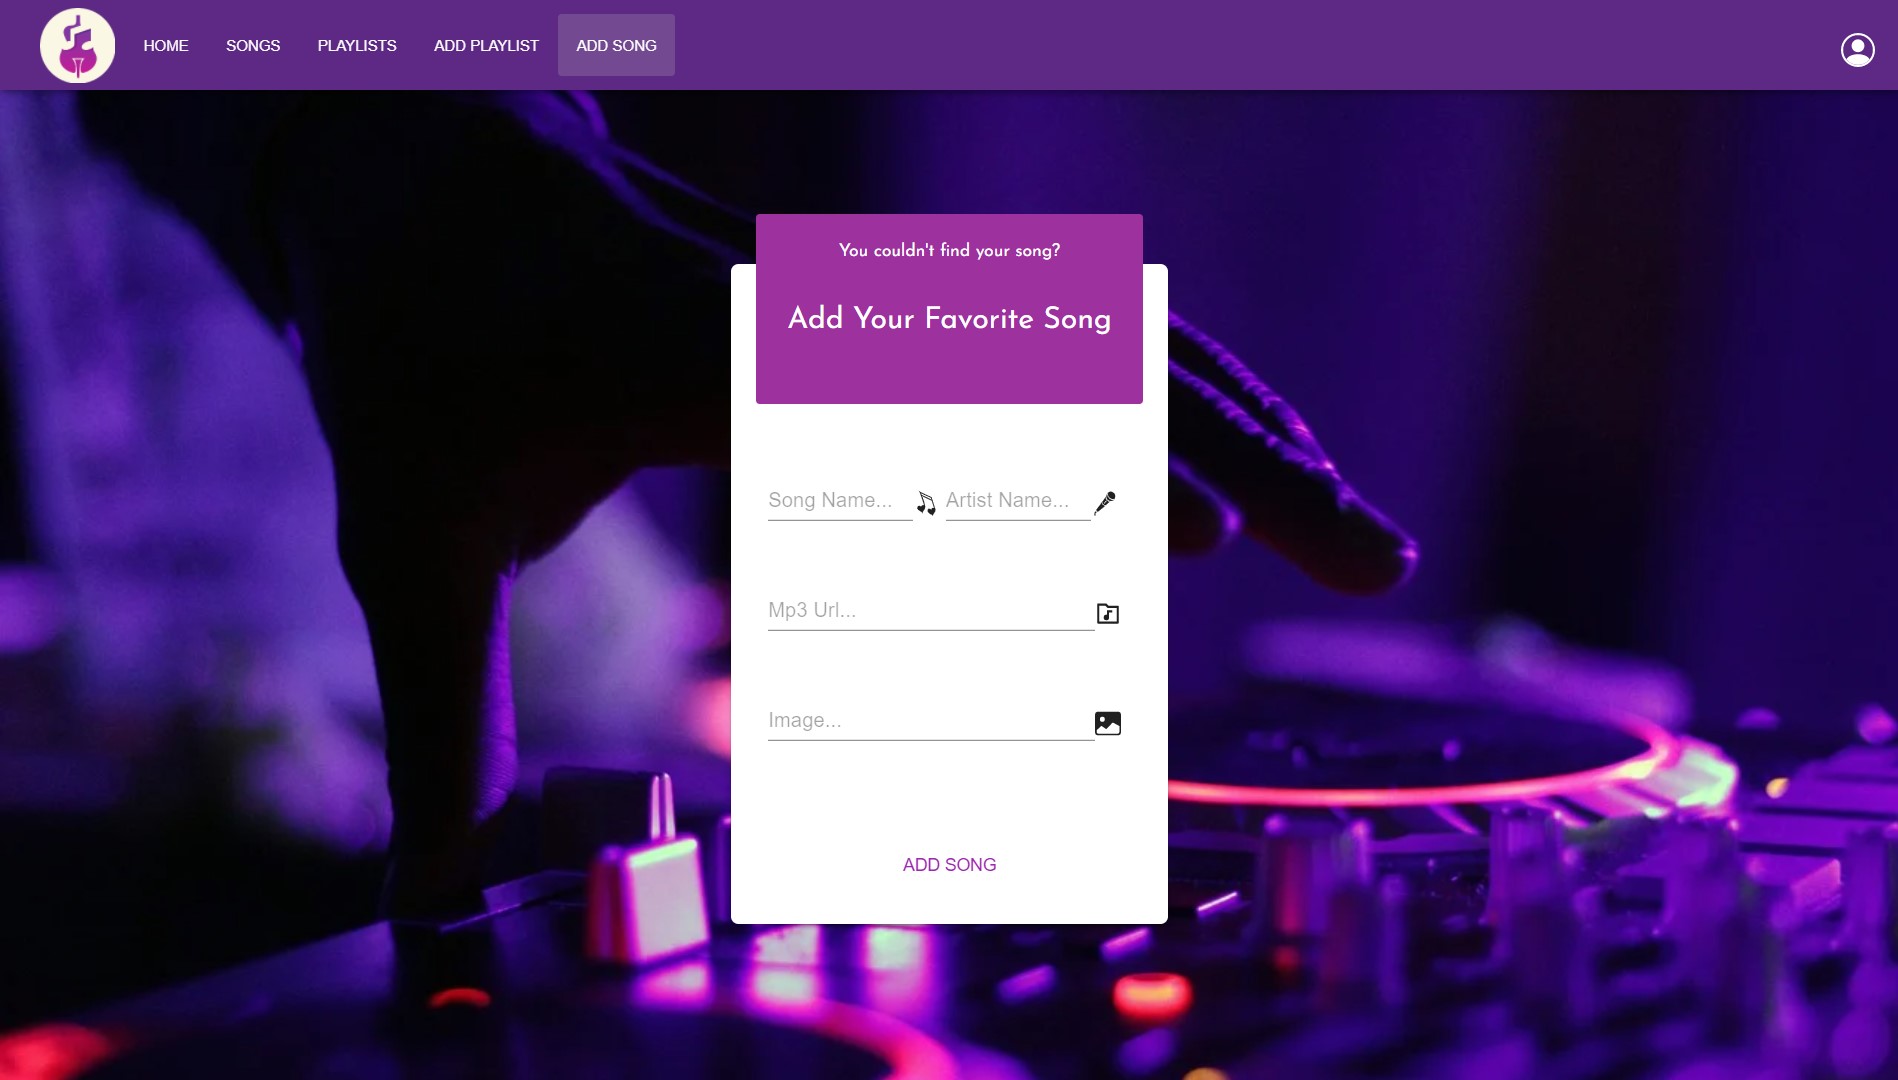 HOME SONGS PLAYLISTS ADD PLAYLIST ADD SONG
You couldn't find your song?
Add Your Favorite Song
Song Name... Artist Name...
Mp3 Url...
Image...
ADD SONG